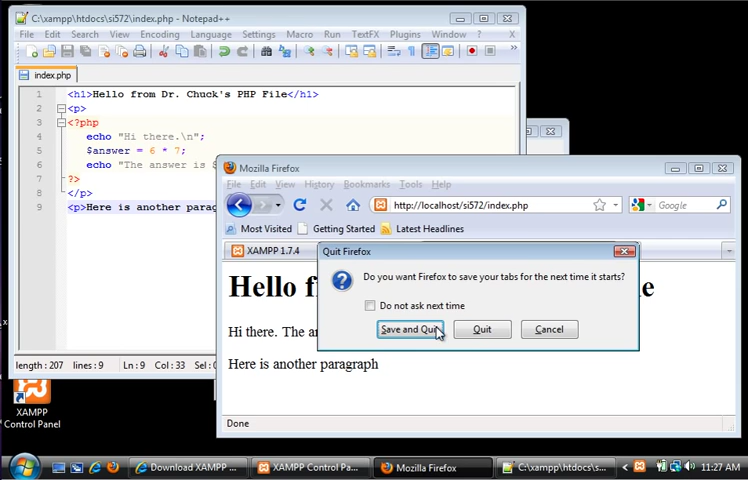 C:\xampp\htdocs\si572\index.php - Notepad++
File Edit Search View Encoding Language Settings Macro Run TextFX Plugins Window ? X
index.php
1 <h1>Hello from Dr. Chuck's PHP File</h1>
2 <p>
3 <?php
4 echo "Hi there.\n";
5 $answer = 6 * 7;
6 echo "The answer is $
7 ?>
8 </p>
9 <p>Here is another parag
length : 207 lines : 9 Ln : 9 Col : 33 Sel : 0
Mozilla Firefox
File Edit View History Bookmarks Tools Help
http://localhost/si572/index.php
Google
Most Visited Getting Started Latest Headlines
XAMPP 1.7.4
Hello
Hi there. The
Here is another paragraph
Done
Quit Firefox
Do you want Firefox to save your tabs for the next time it starts?
Do not ask next time
Save and Quit
Quit
Cancel
XAMPP
Control Panel
Download XAMPP ...
XAMPP Control Pa...
Mozilla Firefox
C:\xampp\htdocs\s...
11:27 AM